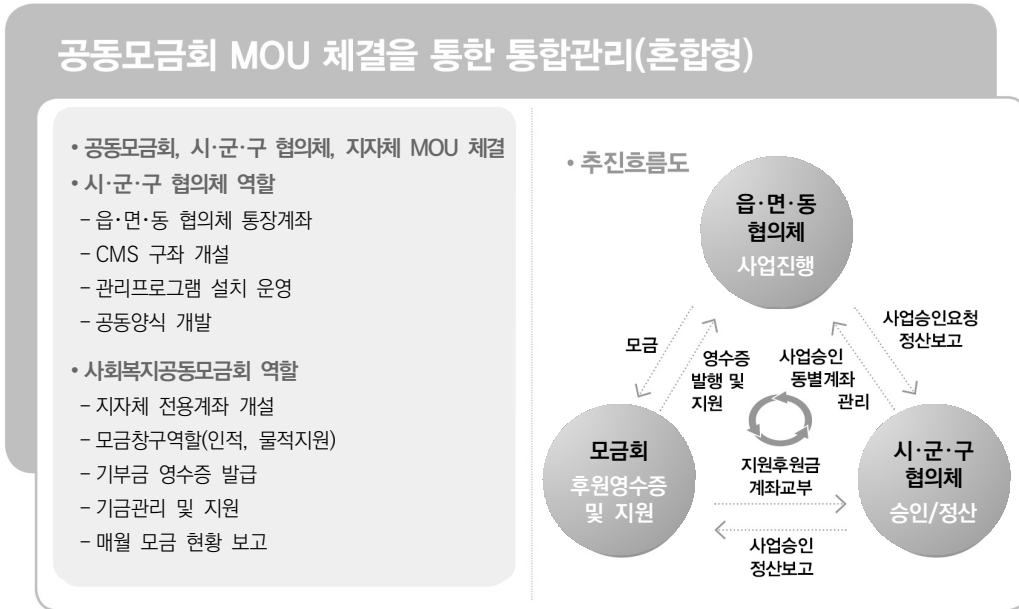 공동모금회 MOU 체결을 통한 통합관리(혼합형)
• 공동모금회, 시·군·구 협의체, 지자체 MOU 체결
• 시·군·구 협의체 역할
- 읍·면·동 협의체 통장계좌
- CMS 구좌 개설
- 관리프로그램 설치 운영
- 공동양식 개발
• 사회복지공동모금회 역할
- 지자체 전용계좌 개설
- 모금창구역할(인적, 물적지원)
- 기부금 영수증 발급
- 기금관리 및 지원
- 매월 모금 현황 보고
• 추진흐름도
읍·면·동
협의체
사업진행
모금
영수증
발행 및
지원
사업승인
동별계좌
관리
사업승인요청
정산보고
모금회
후원영수증
및 지원
지원후원금
계좌교부
시·군·구
협의체
승인/정산
사업승인
정산보고